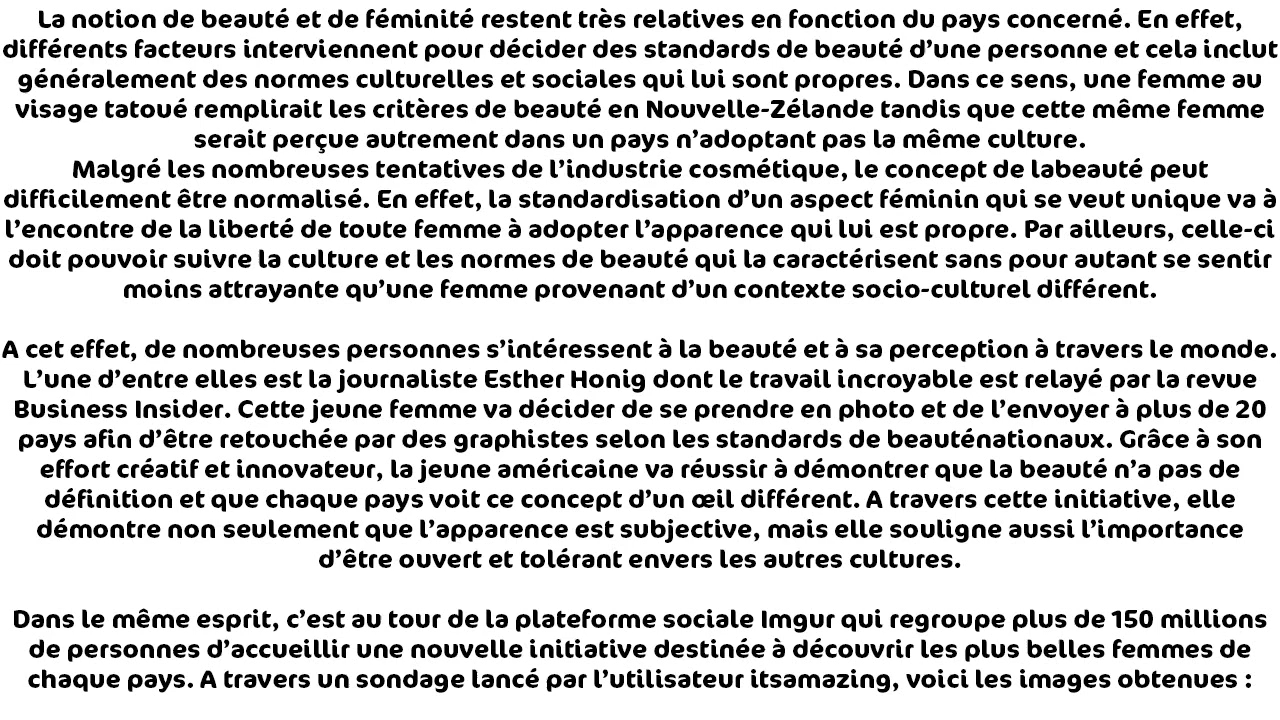 La notion de beauté et de féminité restent très relatives en fonction du pays concerné. En effet,
différents facteurs interviennent pour décider des standards de beauté d’une personne et cela inclut
généralement des normes culturelles et sociales qui lui sont propres. Dans ce sens, une femme au
visage tatoué remplirait les critères de beauté en Nouvelle-Zélande tandis que cette même femme
serait perçue autrement dans un pays n’adoptant pas la même culture.
Malgré les nombreuses tentatives de l’industrie cosmétique, le concept de labeauté peut
difficilement être normalisé. En effet, la standardisation d’un aspect féminin qui se veut unique va à
l’encontre de la liberté de toute femme à adopter l’apparence qui lui est propre. Par ailleurs, celle-ci
doit pouvoir suivre la culture et les normes de beauté qui la caractérisent sans pour autant se sentir
moins attrayante qu’une femme provenant d’un contexte socio-culturel différent.
A cet effet, de nombreuses personnes s’intéressent à la beauté et à sa perception à travers le monde.
L’une d’entre elles est la journaliste Esther Honig dont le travail incroyable est relayé par la revue
Business Insider. Cette jeune femme va décider de se prendre en photo et de l’envoyer à plus de 20
pays afin d’être retouchée par des graphistes selon les standards de beauténationaux. Grâce à son
effort créatif et innovateur, la jeune américaine va réussir à démontrer que la beauté n’a pas de
définition et que chaque pays voit ce concept d’un œil différent. A travers cette initiative, elle
démontre non seulement que l’apparence est subjective, mais elle souligne aussi l’importance
d’être ouvert et tolérant envers les autres cultures.
Dans le même esprit, c’est au tour de la plateforme sociale Imgur qui regroupe plus de 150 millions
de personnes d’accueillir une nouvelle initiative destinée à découvrir les plus belles femmes de
chaque pays. A travers un sondage lancé par l’utilisateur itsamazing, voici les images obtenues :